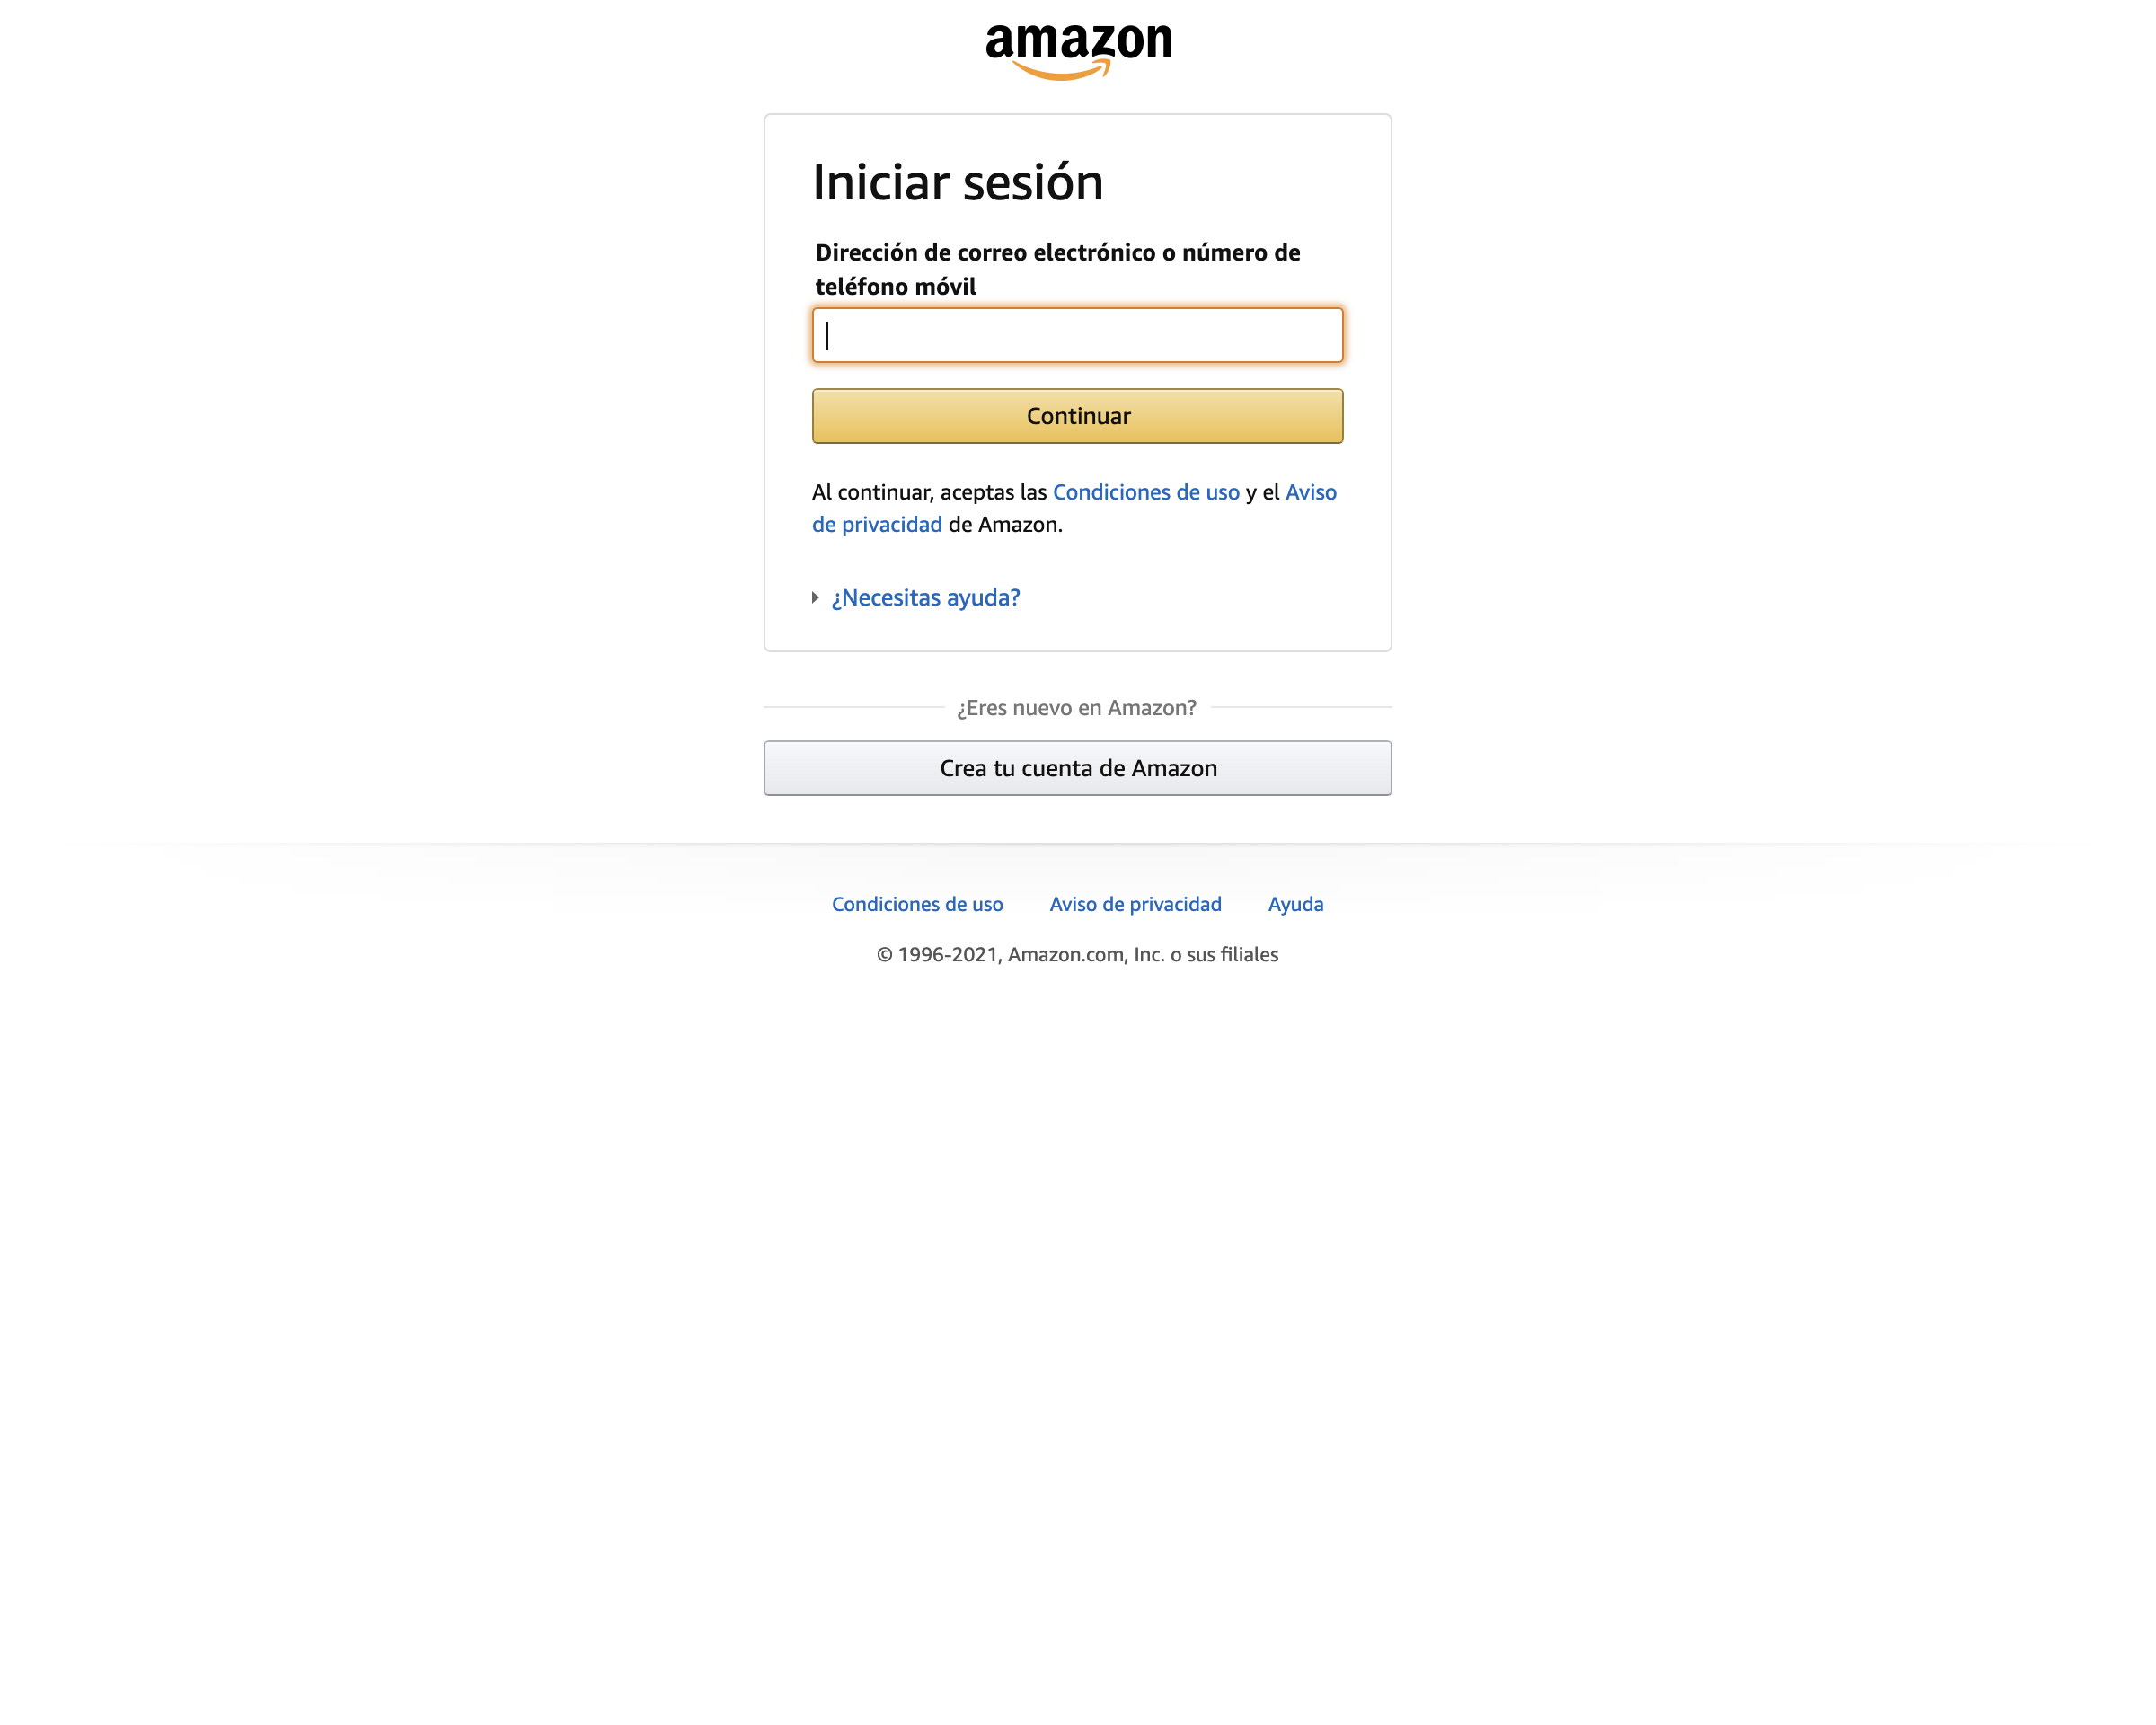 amazon
Iniciar sesión
Dirección de correo electrónico o número de
teléfono móvil
Continuar
Al continuar, aceptas las Condiciones de uso y el Aviso
de privacidad de Amazon.
¿Necesitas ayuda?
¿Eres nuevo en Amazon?
Crea tu cuenta de Amazon
Condiciones de uso Aviso de privacidad Ayuda
© 1996-2021, Amazon.com, Inc. o sus filiales